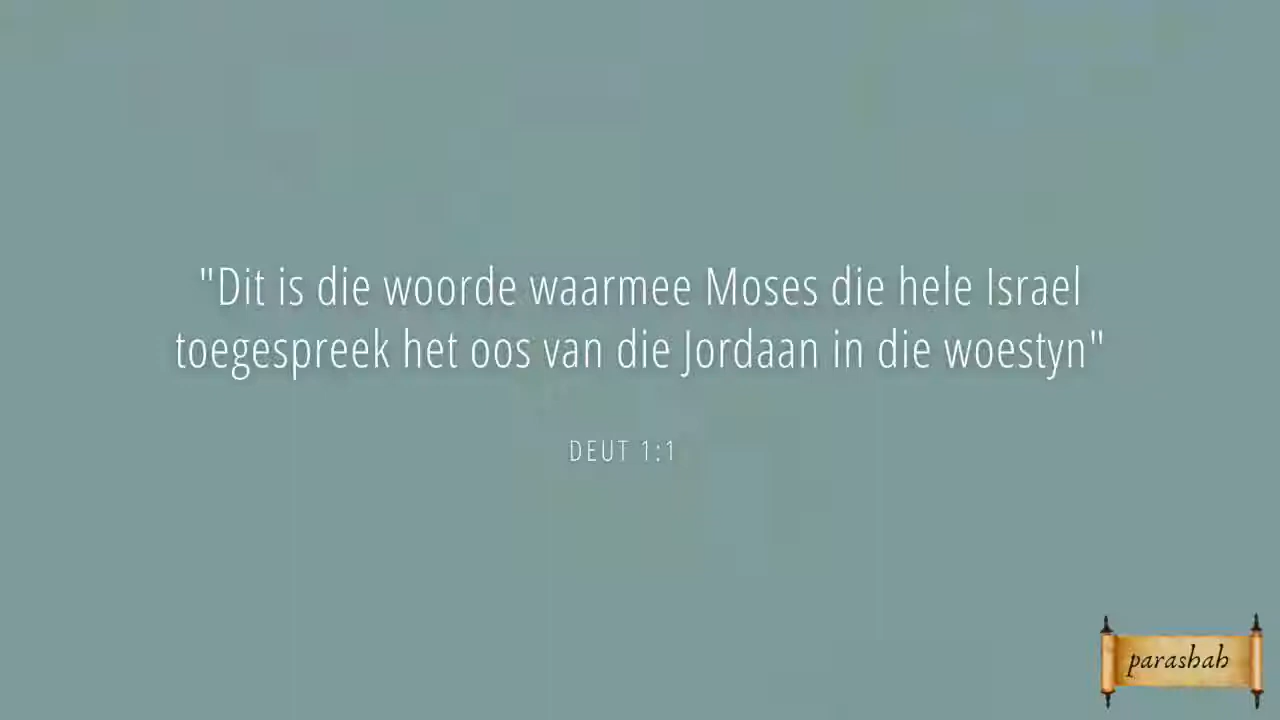 "Dit is die woorde waarmee Moses die hele Israel
toegespreek het oos van die Jordaan in die woestyn"
DEUT 1:1
parashah